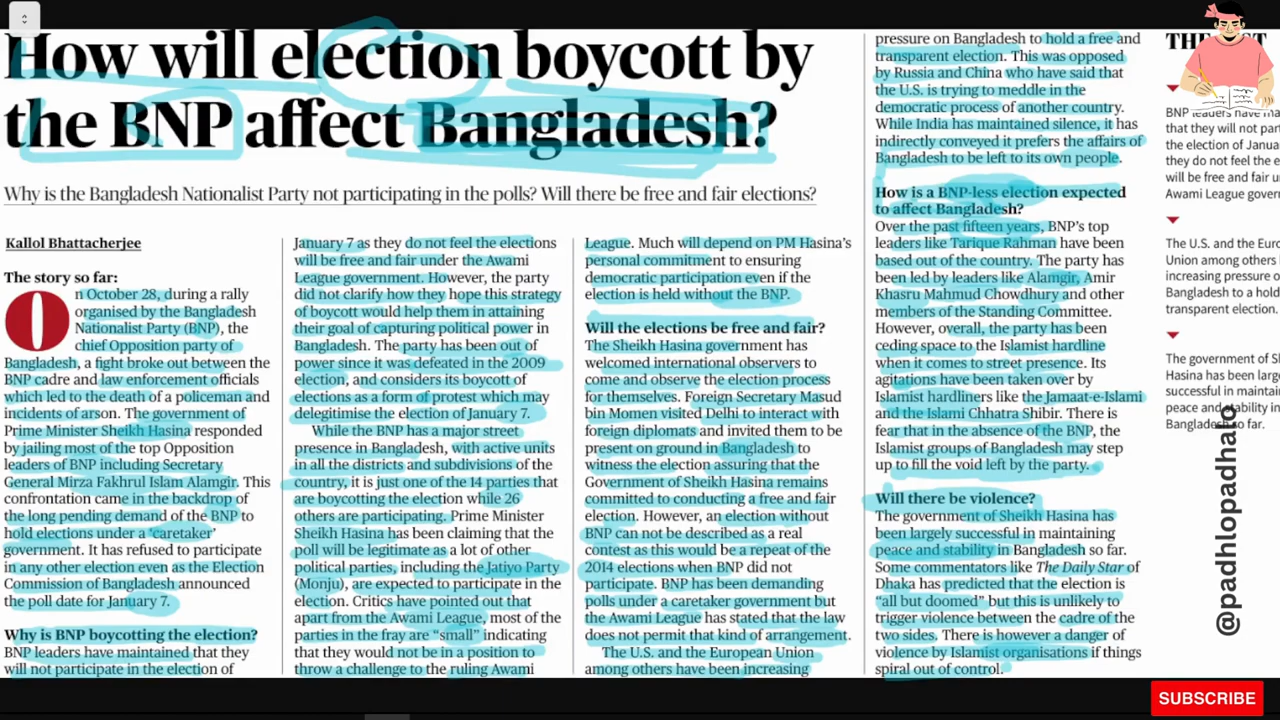 How will election boycott by
the BNP affect Bangladesh?
Why is the Bangladesh Nationalist Party not participating in the polls? Will there be free and fair elections?
Kallol Bhattacherjee
The story so far:
On October 28, during a rally
organised by the Bangladesh
Nationalist Party (BNP), the
chief Opposition party of
Bangladesh, a fight broke out between the
BNP cadre and law enforcement officials
which led to the death of a policeman and
incidents of arson. The government of
Prime Minister Sheikh Hasina responded
by jailing most of the top Opposition
leaders of BNP including Secretary
General Mirza Fakhrul Islam Alamgir. This
confrontation came in the backdrop of
the long pending demand of the BNP to
hold elections under a ‘caretaker’
government. It has refused to participate
in any other election even as the Election
Commission of Bangladesh announced
the poll date for January 7.
Why is BNP boycotting the election?
BNP leaders have maintained that they
will not participate in the election of
January 7 as they do not feel the elections
will be free and fair under the Awami
League government. However, the party
did not clarify how they hope this strategy
of boycott would help them in attaining
their goal of capturing political power in
Bangladesh. The party has been out of
power since it was defeated in the 2009
election, and considers its boycott of
elections as a form of protest which may
delegitimise the election of January 7.
While the BNP has a major street
presence in Bangladesh, with active units
in all the districts and subdivisions of the
country, it is just one of the 14 parties that
are boycotting the election while 26
others are participating. Prime Minister
Sheikh Hasina has been claiming that the
poll will be legitimate as a lot of other
political parties, including the Jatiyo Party
(Monju), are expected to participate in the
election. Critics have pointed out that
apart from the Awami League, most of the
parties in the fray are “small” indicating
that they would not be in a position to
throw a challenge to the ruling Awami
League. Much will depend on PM Hasina’s
personal commitment to ensuring
democratic participation even if the
election is held without the BNP.
Will the elections be free and fair?
The Sheikh Hasina government has
welcomed international observers to
come and observe the election process
for themselves. Foreign Secretary Masud
bin Momen visited Delhi to interact with
foreign diplomats and invited them to be
present on ground in Bangladesh to
witness the election assuring that the
Government of Sheikh Hasina remains
committed to conducting a free and fair
election. However, an election without
BNP can not be described as a real
contest as this would be a repeat of the
2014 elections when BNP did not
participate. BNP has been demanding
polls under a caretaker government but
the Awami League has stated that the law
does not permit that kind of arrangement.
The U.S. and the European Union
among others have been increasing
pressure on Bangladesh to hold a free and
transparent election. This was opposed
by Russia and China who have said that
the U.S. is trying to meddle in the
democratic process of another country.
While India has maintained silence, it has
indirectly conveyed it prefers the affairs of
Bangladesh to be left to its own people.
How is a BNP-less election expected
to affect Bangladesh?
Over the past fifteen years, BNP’s top
leaders like Tarique Rahman have been
based out of the country. The party has
been led by leaders like Alamgir, Amir
Khasru Mahmud Chowdhury and other
members of the Standing Committee.
However, overall, the party has been
ceding space to the Islamist hardline
when it comes to street presence. Its
agitations have been taken over by
Islamist hardliners like the Jamaat-e-Islami
and the Islami Chhatra Shibir. There is
fear that in the absence of the BNP, the
Islamist groups of Bangladesh may step
up to fill the void left by the party.
Will there be violence?
The government of Sheikh Hasina has
been largely successful in maintaining
peace and stability in Bangladesh so far.
Some commentators like The Daily Star of
Dhaka has predicted that the election is
“all but doomed” but this is unlikely to
trigger violence between the cadre of the
two sides. There is however a danger of
violence by Islamist organisations if things
spiral out of control.
BNP leaders have
that they will not
the election of
they do not feel the
will be free and fair
Awami League
The U.S. and the
Union among others
increasing pressure
Bangladesh to a hold
transparent election.
The government of
Hasina has been
successful in
peace and stability in
Bangladesh so far.
@padhlopadhalo
SUBSCRIBE